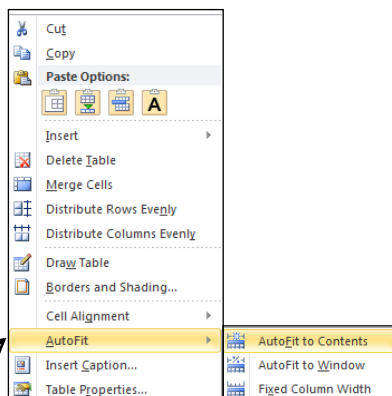 Cut
Copy
Paste Options:
A
Insert
Delete Table
Merge Cells
Distribute Rows Evenly
Distribute Columns Evenly
Draw Table
Borders and Shading...
Cell Alignment
AutoFit
AutoFit to Contents
Insert Caption...
AutoFit to Window
Table Properties...
Fixed Column Width